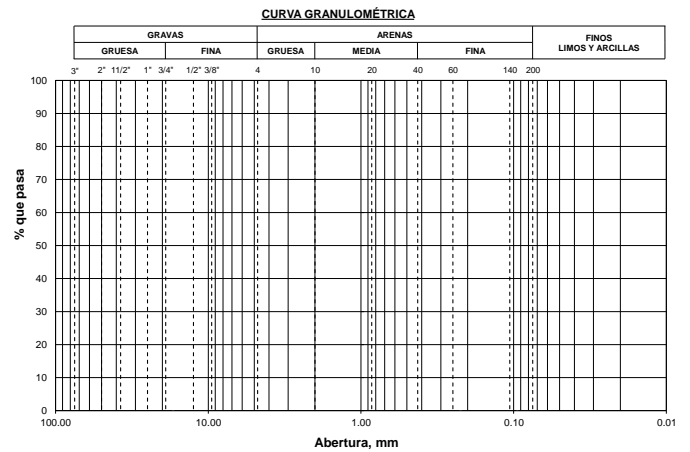 CURVA GRANULOMÉTRICA
GRAVAS ARENAS FINOS
LIMOS Y ARCILLAS
GRUESA FINA GRUESA MEDIA FINA
3" 2" 11/2" 1" 3/4" 1/2" 3/8" 4 10 20 40 60 140 200
100
90
80
70
60
50
40
30
20
10
0
% que pasa
100.00 10.00 1.00 0.10 0.01
Abertura, mm